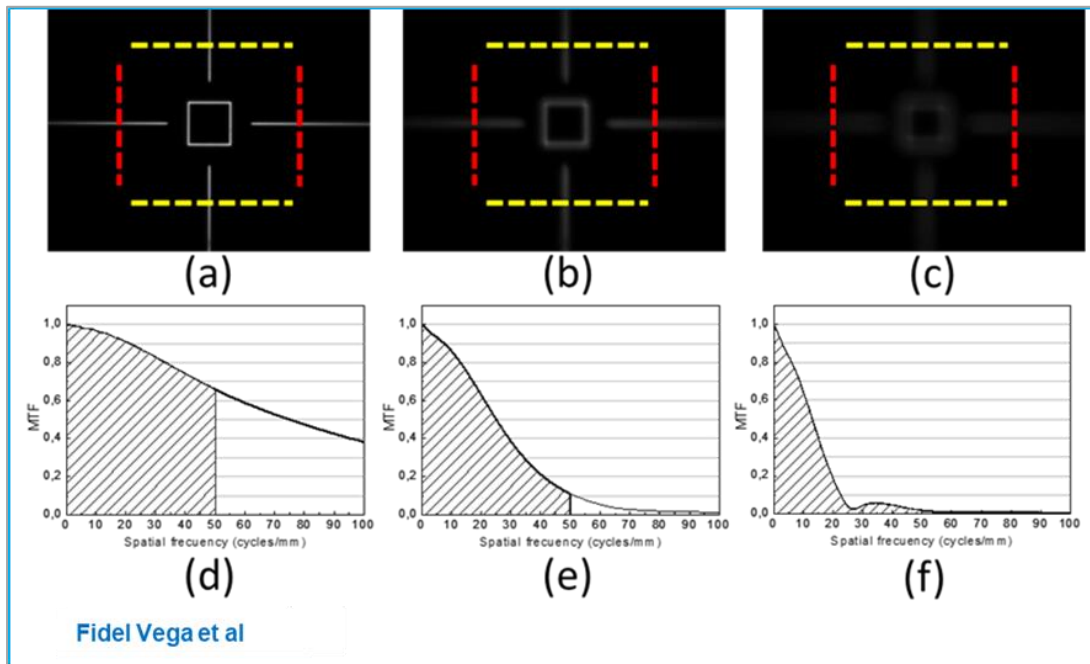 (a) (b) (c)
1,0 1,0 1,0
0,8 0,8 0,8
0,6 0,6 0,6
MTF MTF MTF
0,4 0,4 0,4
0,2 0,2 0,2
0,0 0,0 0,0
0 10 20 30 40 50 60 70 80 90 100 0 10 20 30 40 50 60 70 80 90 100 0 10 20 30 40 50 60 70 80 90 100
Spatial frecuency (cycles/mm) Spatial frecuency (cycles/mm) Spatial frecuency (cycles/mm)
(d) (e) (f)
Fidel Vega et al